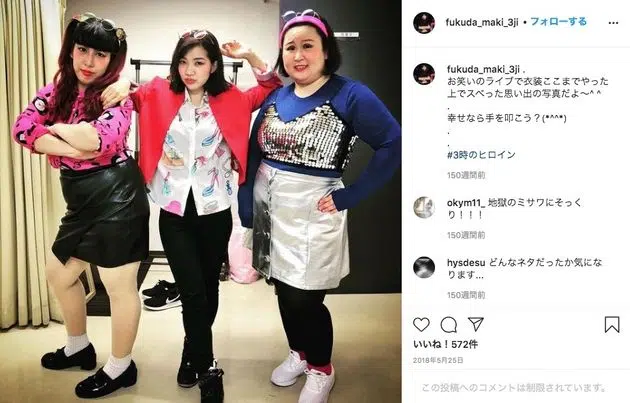 fukuda_maki_3ji • フォローする
fukuda_maki_3ji .
お笑いのライブで衣装ここまでやった
上でスベった思い出の写真だよ〜^ ^
.
幸せなら手を叩こう？(*^^*)
.
.
#3時のヒロイン
150週間前
okym11_ 地獄のミサワにそっく
り！！！
150週間前
hysdesu どんなネタだったか気にな
ります...
150週間前
いいね！572件
2018年5月25日
この投稿へのコメントは制限されています。